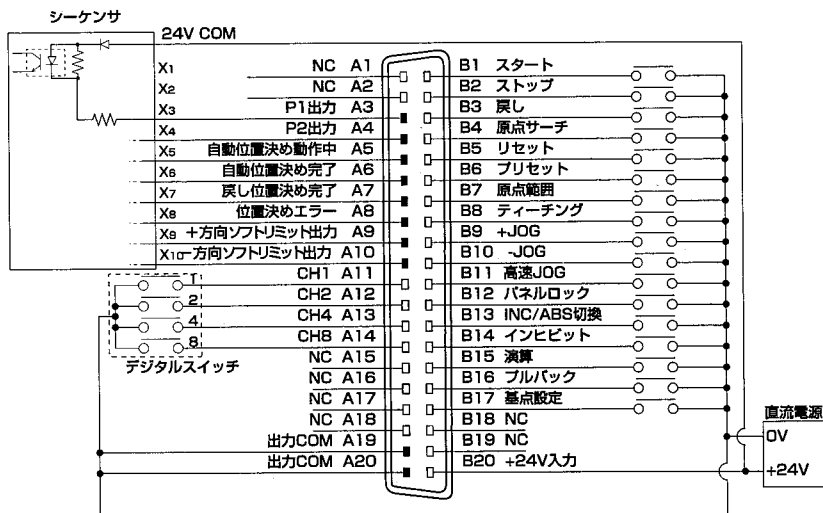 シーケンサ
24V COM
X1
X2
X3
X4
X5
X6
X7
X8
X9
X10
NC A1
NC A2
P1出力 A3
P2出力 A4
自動位置決め動作中 A5
自動位置決め完了 A6
戻し位置決め完了 A7
位置決めエラー A8
+方向ソフトリミット出力 A9
-方向ソフトリミット出力 A10
CH1 A11
CH2 A12
CH4 A13
CH8 A14
NC A15
NC A16
NC A17
NC A18
出力COM A19
出力COM A20
1
2
4
8
デジタルスイッチ
B1 スタート
B2 ストップ
B3 戻し
B4 原点サーチ
B5 リセット
B6 プリセット
B7 原点範囲
B8 ティーチング
B9 +JOG
B10 -JOG
B11 高速JOG
B12 パネルロック
B13 INC/ABS切換
B14 インヒビット
B15 演算
B16 プルバック
B17 基点設定
B18 NC
B19 NC
B20 +24V入力
直流電源
0V
+24V